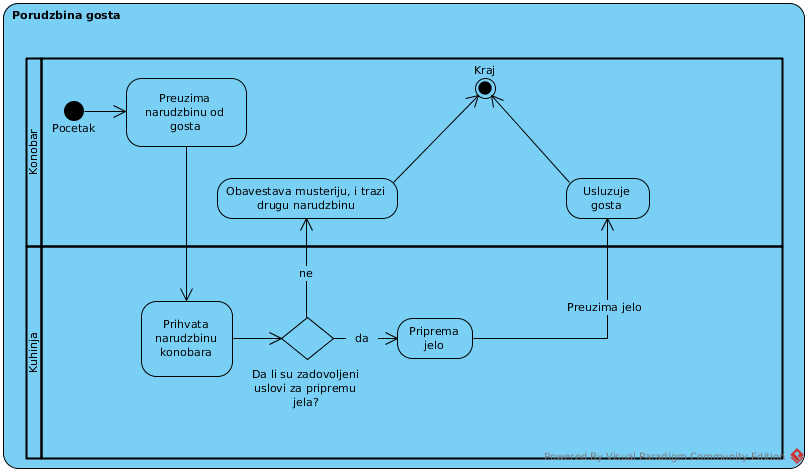 Porudzbina gosta
Kraj
Konobar
Pocetak
Preuzima
narudzbinu od
gosta
Obavestava musteriju, i trazi
drugu narudzbinu
Usluzuje
gosta
ne
Preuzima jelo
Kuhinja
Prihvata
narudzbinu
konobara
da
Priprema
jelo
Da li su zadovoljeni
uslovi za pripremu
jela?
Powered By Visual Paradigm Community Edition